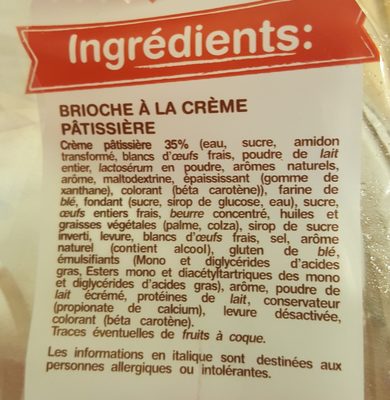 Ingrédients:
BRIOCHE À LA CRÈME
PÂTISSIÈRE
Crème pâtissière 35% (eau, sucre, amidon
transformé, blancs d'œufs frais, poudre de lait
entier, lactosérum en poudre, arômes naturels,
arôme, maltodextrine, épaississant (gomme de
xanthane), colorant (béta carotène)), farine de
blé, fondant (sucre, sirop de glucose, eau), sucre,
œufs entiers frais, beurre concentré, huiles et
graisses végétales (palme, colza), sirop de sucre
inverti, levure, blancs d'œufs frais, sel, arôme
naturel (contient alcool), gluten de blé,
émulsifiants (Mono et diglycérides d'acides
gras, Esters mono et diacétyltartriques des mono
et diglycérides d'acides gras), arôme, poudre de
lait écrémé, protéines de lait, conservateur
(propionate de calcium), levure désactivée,
colorant (béta carotène).
Traces éventuelles de fruits à coque.
Les informations en italique sont destinées aux
personnes allergiques ou intolérantes.